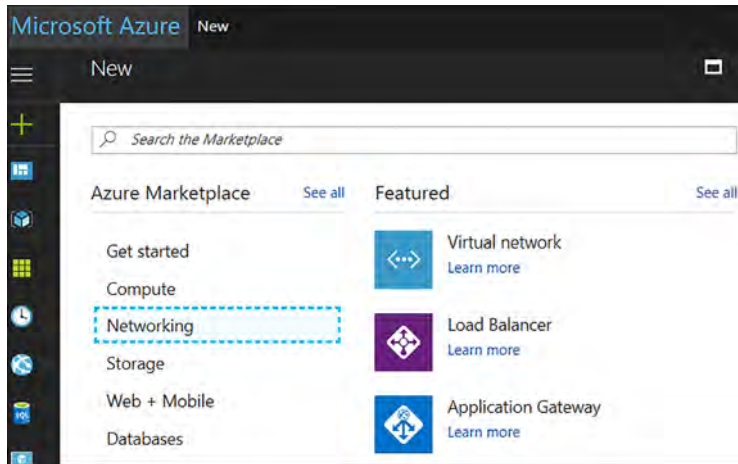 Microsoft Azure New
New
Search the Marketplace
Azure Marketplace See all
Featured See all
Get started
Compute
Networking
Storage
Web + Mobile
Databases
Virtual network
Learn more
Load Balancer
Learn more
Application Gateway
Learn more
SQL